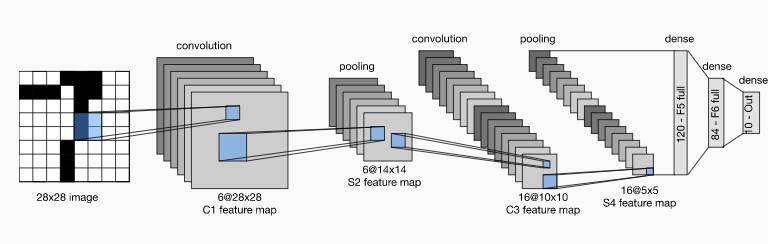 convolution
pooling
convolution
pooling
dense
dense
dense
28x28 image
6@28x28
C1 feature map
6@14x14
S2 feature map
16@10x10
C3 feature map
16@5x5
S4 feature map
120 - F5 full
84 - F6 full
10 - Out